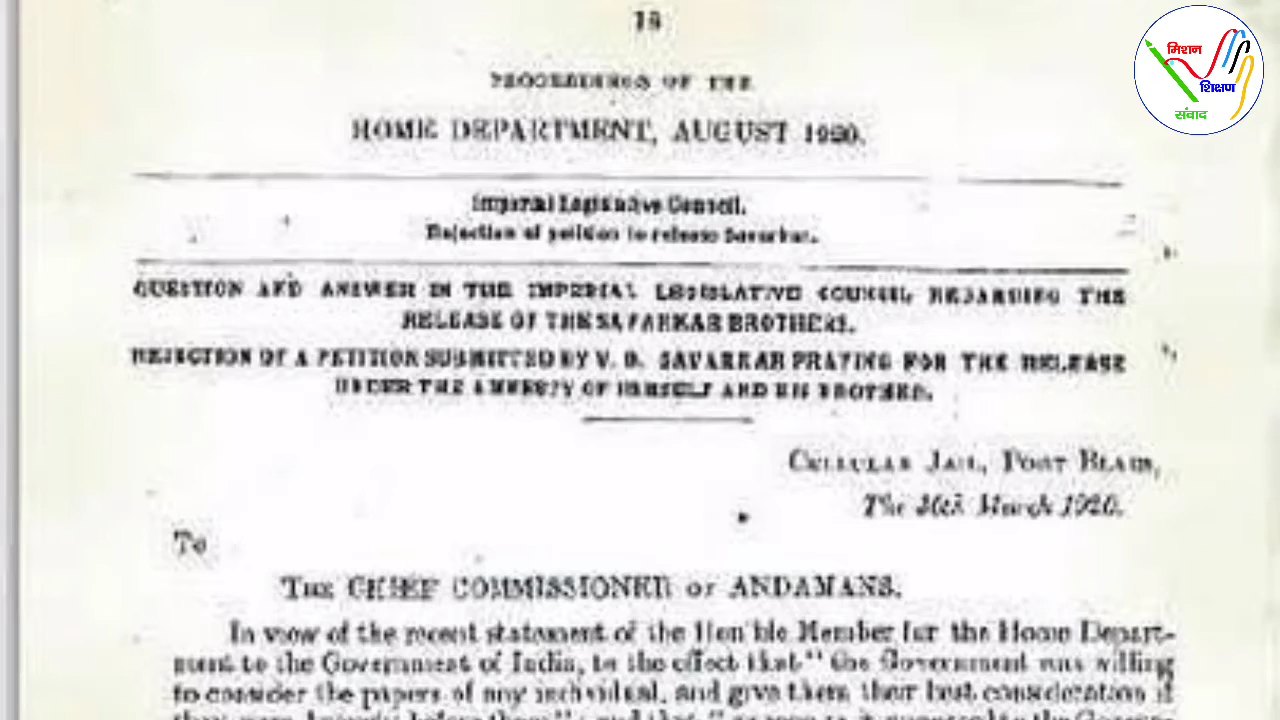 18
मिशन
शिक्षण
संवाद
PROCEEDINGS OF THE
HOME DEPARTMENT, AUGUST 1920.
Imperial Legislative Council.
Rejection of petition to release Savarkar.
QUESTION AND ANSWER IN THE IMPERIAL LEGISLATIVE COUNCIL REGARDING THE
RELEASE OF THE SAVARKAR BROTHERS.
REJECTION OF A PETITION SUBMITTED BY V. D. SAVARKAR PRAYING FOR THE RELEASE
UNDER THE AMNESTY OF HIMSELF AND HIS BROTHER.
CELLULAR JAIL, PORT BLAIR,
The 30th March 1920.
To
THE CHIEF COMMISSIONER OF ANDAMANS.
In view of the recent statement of the Hon'ble Member for the Home Depart-
ment to the Government of India, to the effect that "the Government was willing
to consider the papers of any individual, and give them their best consideration if